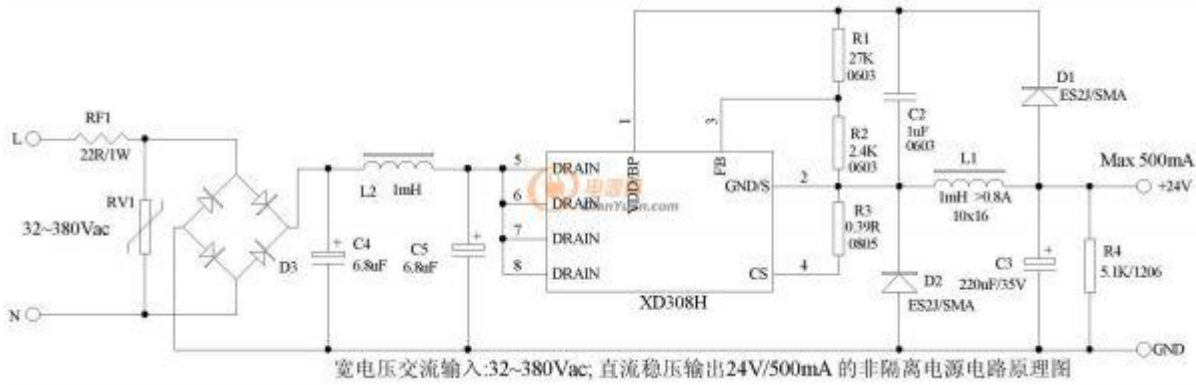 L
RF1
22R/1W
RV1
32~380Vac
N
D3
L2 1mH
C4
6.8uF
C5
6.8uF
5 DRAIN
6 DRAIN
7 DRAIN
8 DRAIN
1
VDD/BP
3
FB
GND/S 2
CS 4
XD308H
R1
27K
0603
R2
2.4K
0603
R3
0.39R
0805
C2
1uF
0603
D1
ES2J/SMA
L1
1mH >0.8A
10x16
Max 500mA
+24V
D2
ES2J/SMA
C3
220uF/35V
R4
5.1K/1206
GND
宽电压交流输入:32~380Vac; 直流稳压输出24V/500mA 的非隔离电源电路原理图